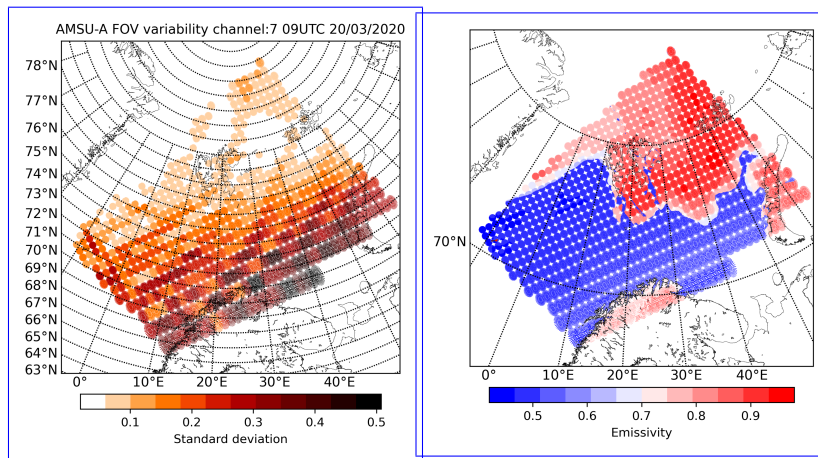 AMSU-A FOV variability channel:7 09UTC 20/03/2020
78°N
77°N
76°N
75°N
74°N
73°N
72°N
71°N
70°N
69°N
68°N
67°N
66°N
65°N
64°N
63°N
0° 10°E 20°E 30°E 40°E
0.1 0.2 0.3 0.4 0.5
Standard deviation
70°N
0° 10°E 20°E 30°E 40°E
0.5 0.6 0.7 0.8 0.9
Emissivity